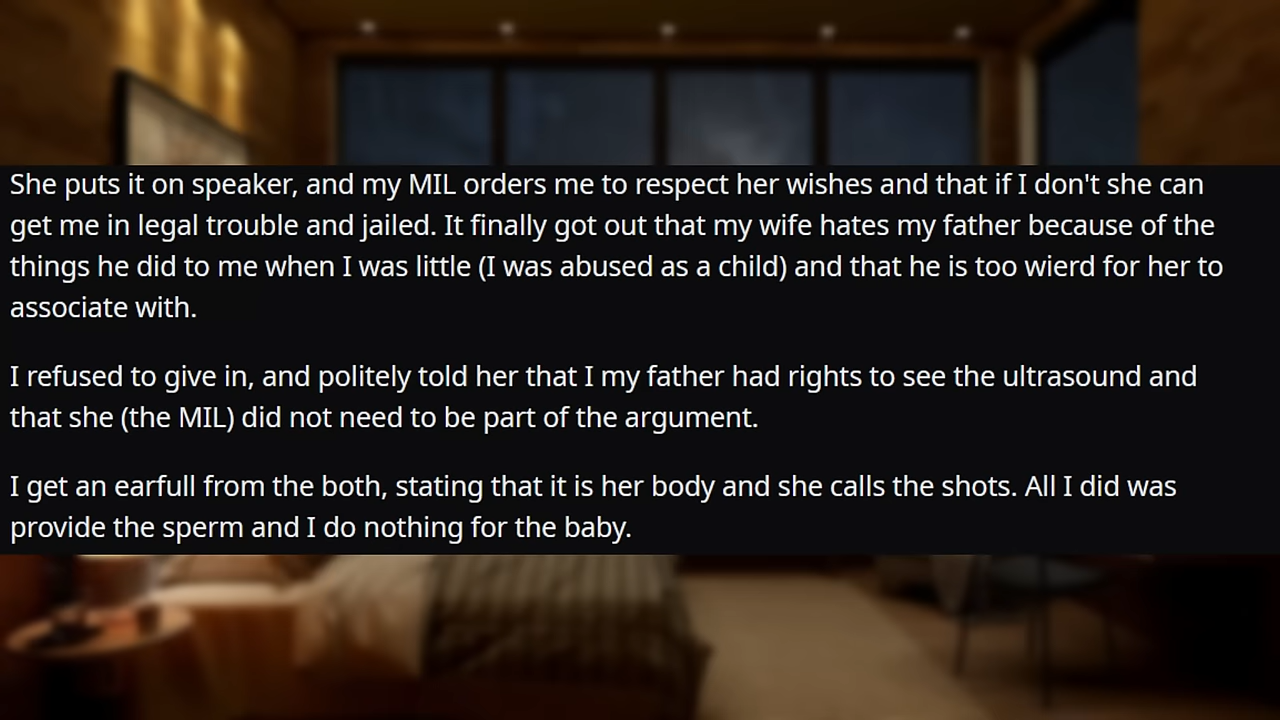 She puts it on speaker, and my MIL orders me to respect her wishes and that if I don't she can
get me in legal trouble and jailed. It finally got out that my wife hates my father because of the
things he did to me when I was little (I was abused as a child) and that he is too wierd for her to
associate with.
I refused to give in, and politely told her that I my father had rights to see the ultrasound and
that she (the MIL) did not need to be part of the argument.
I get an earfull from the both, stating that it is her body and she calls the shots. All I did was
provide the sperm and I do nothing for the baby.